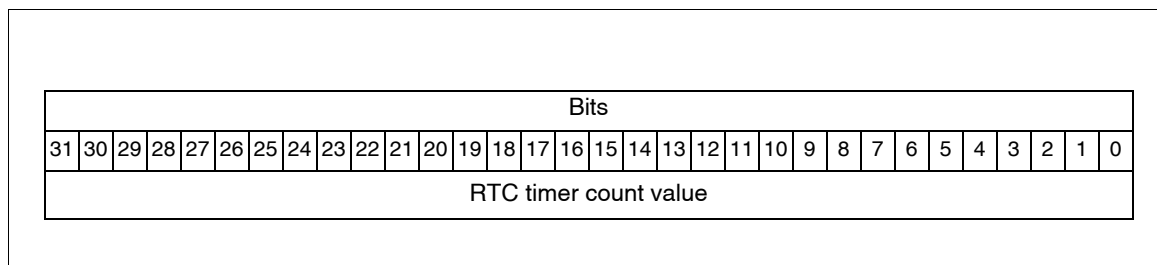 Bits
31 30 29 28 27 26 25 24 23 22 21 20 19 18 17 16 15 14 13 12 11 10 9 8 7 6 5 4 3 2 1 0
RTC timer count value